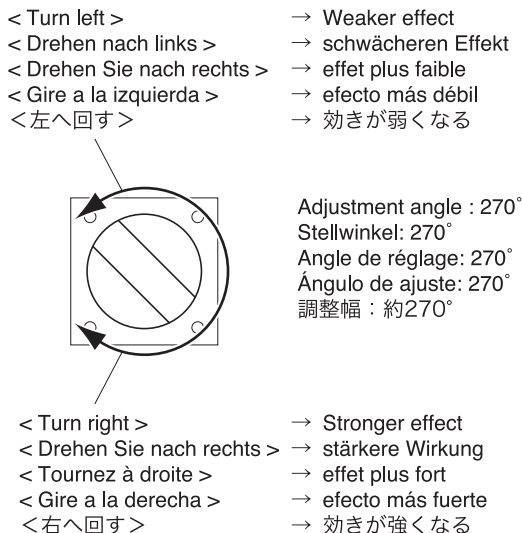 < Turn left > → Weaker effect
< Drehen nach links > → schwächeren Effekt
< Drehen Sie nach rechts > → effet plus faible
< Gire a la izquierda > → efecto más débil
＜左へ回す＞ → 効きが弱くなる
Adjustment angle : 270°
Stellwinkel: 270°
Angle de réglage: 270°
Ángulo de ajuste: 270°
調整幅：約270°
< Turn right > → Stronger effect
< Drehen Sie nach rechts > → stärkere Wirkung
< Tournez à droite > → effet plus fort
< Gire a la derecha > → efecto más fuerte
＜右へ回す＞ → 効きが強くなる